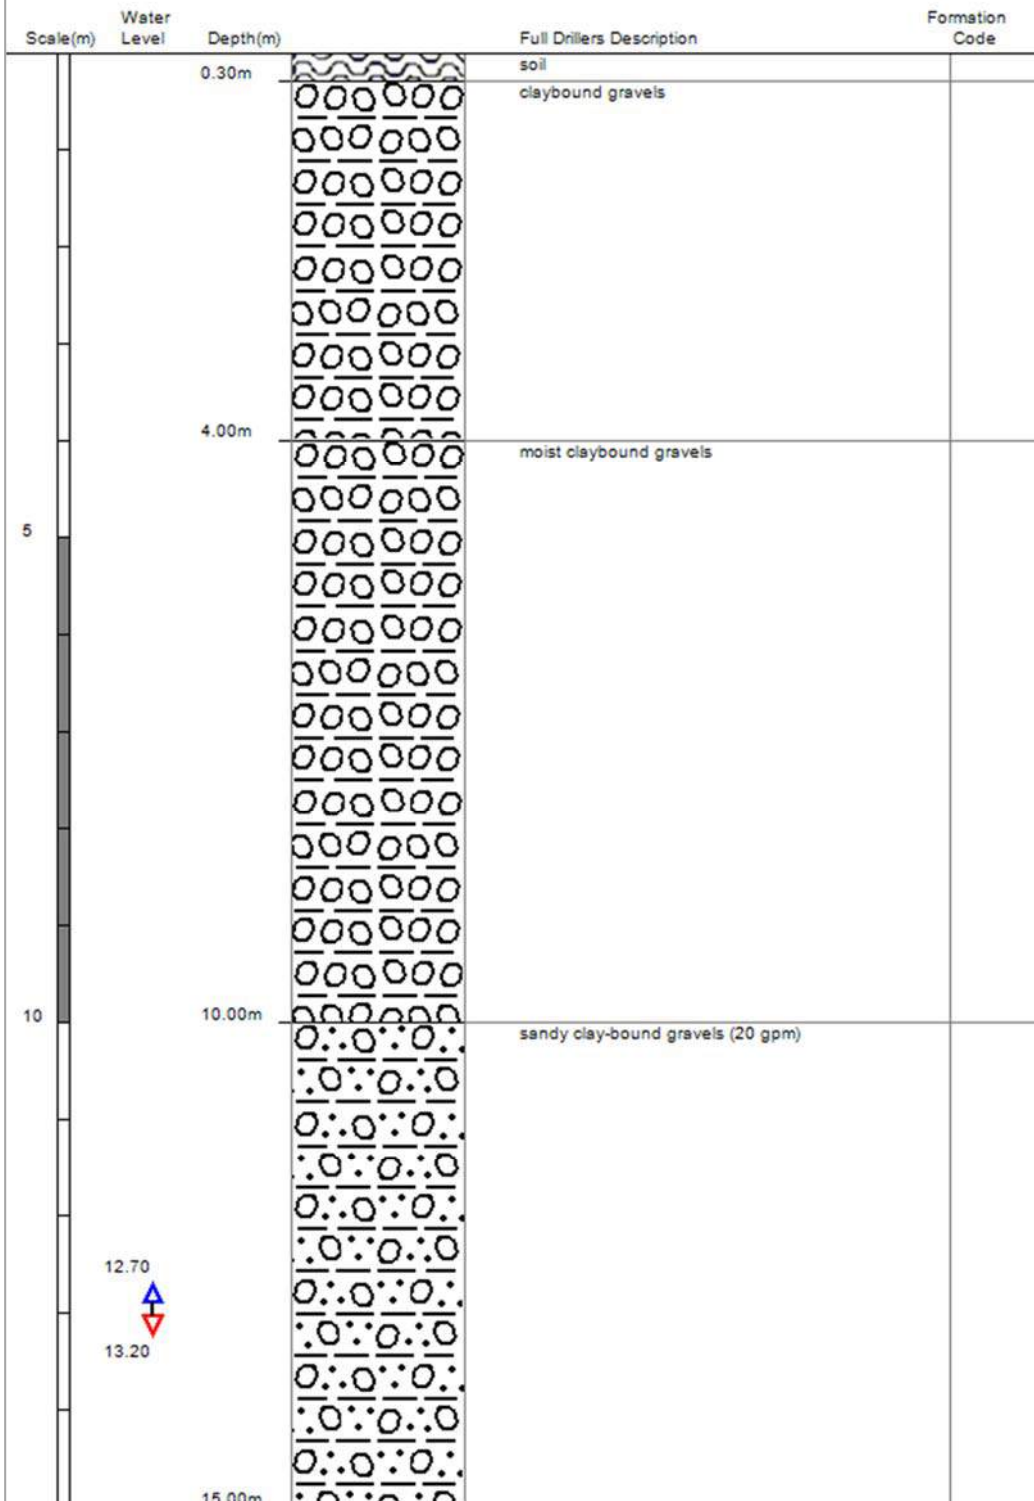 Water Formation
Scale(m) Level Depth(m) Full Drillers Description Code
soil
0.30m
claybound gravels
4.00m
moist claybound gravels
5
10 10.00m
sandy clay-bound gravels (20 gpm)
12.70
13.20
15.00m